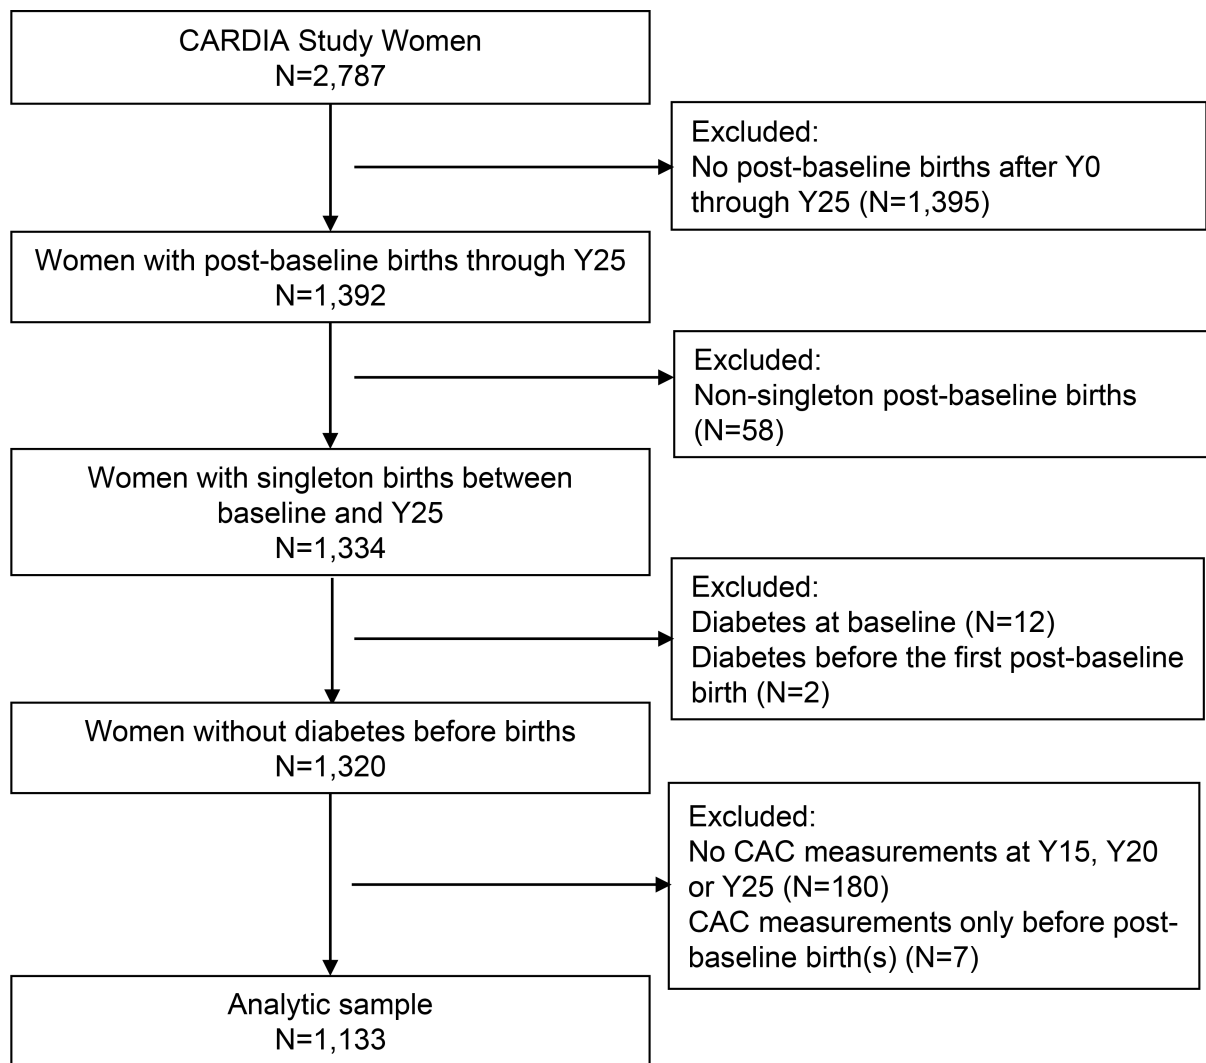 CARDIA Study Women
N=2,787
Excluded:
No post-baseline births after Y0
through Y25 (N=1,395)
Women with post-baseline births through Y25
N=1,392
Excluded:
Non-singleton post-baseline births
(N=58)
Women with singleton births between
baseline and Y25
N=1,334
Excluded:
Diabetes at baseline (N=12)
Diabetes before the first post-baseline
birth (N=2)
Women without diabetes before births
N=1,320
Excluded:
No CAC measurements at Y15, Y20
or Y25 (N=180)
CAC measurements only before post-
baseline birth(s) (N=7)
Analytic sample
N=1,133